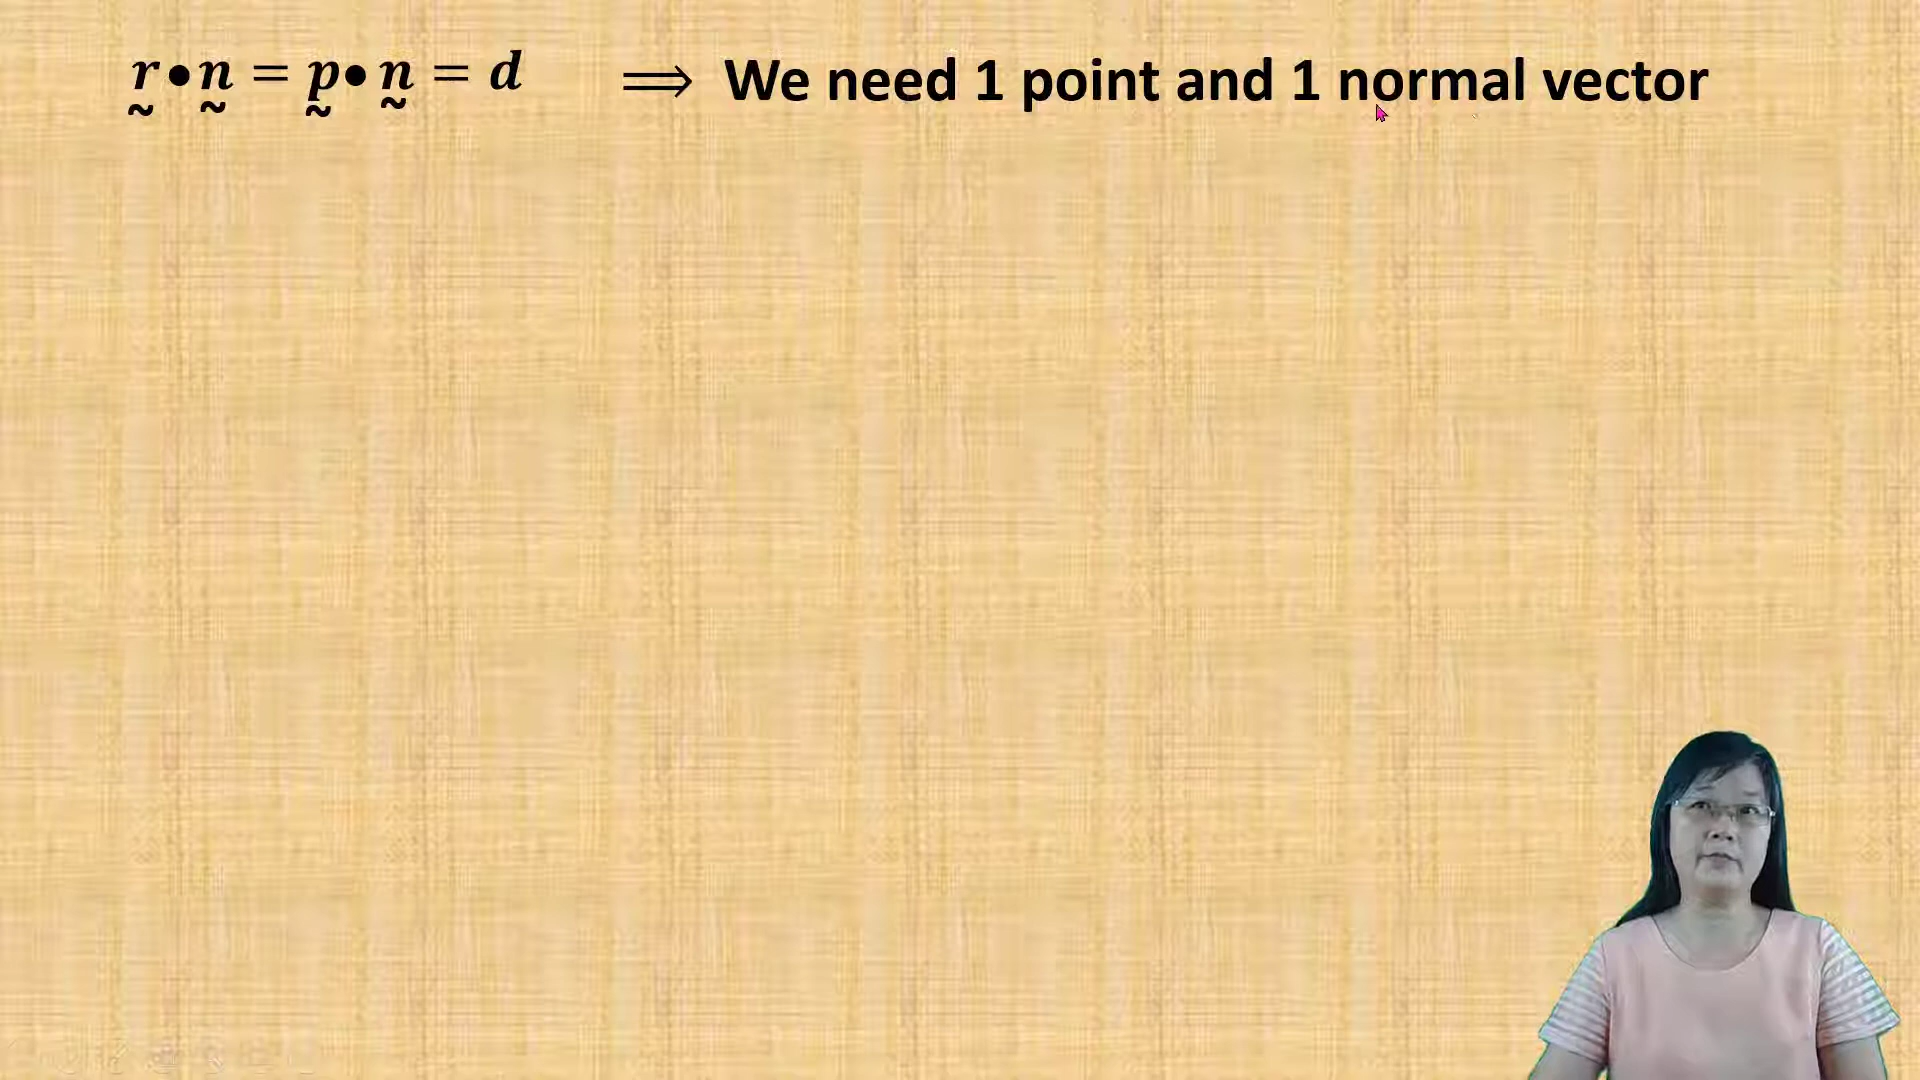 r̰ • ṋ = p̰ • ṋ = d ⟹ We need 1 point and 1 normal vector